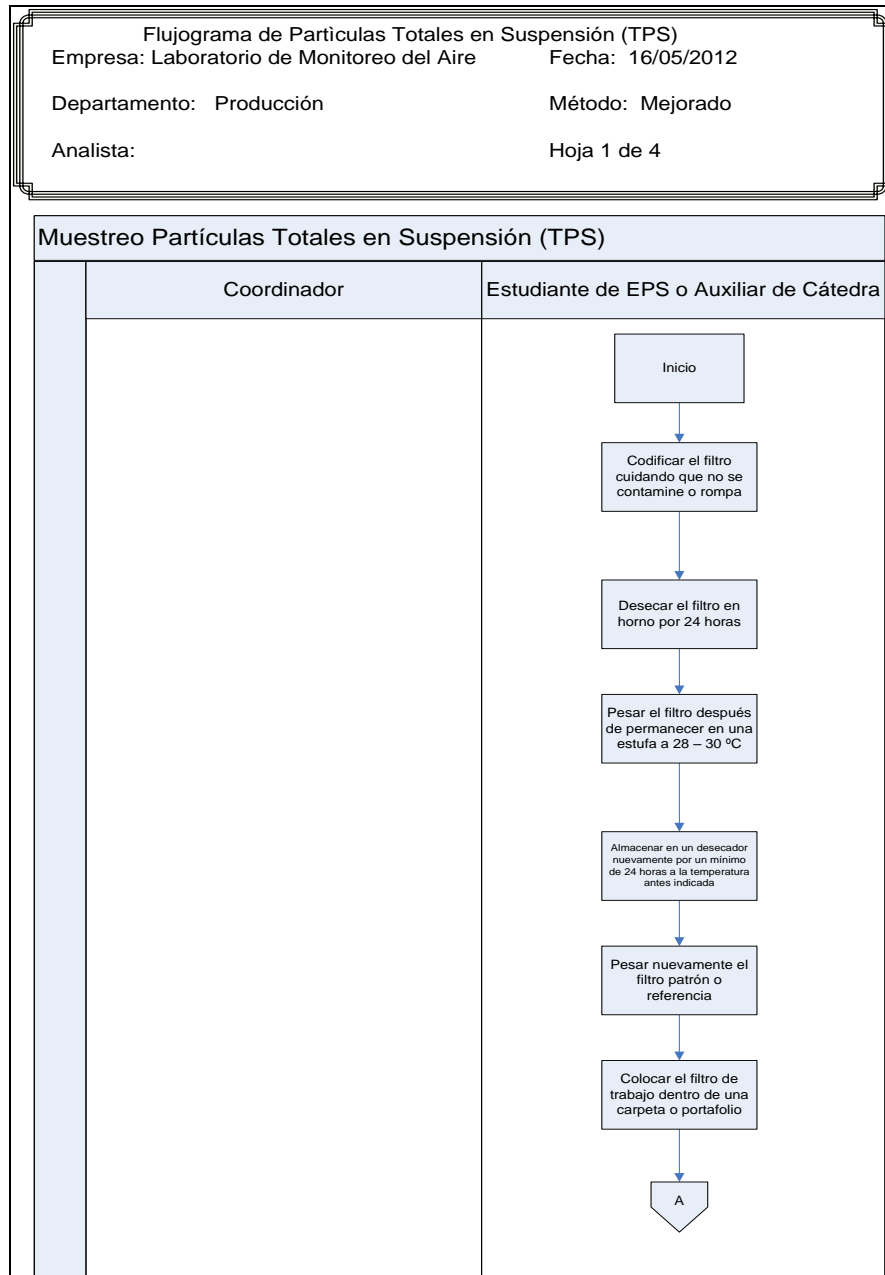 Flujograma de Partìculas Totales en Suspensión (TPS)
Empresa: Laboratorio de Monitoreo del Aire Fecha: 16/05/2012
Departamento: Producción Método: Mejorado
Analista: Hoja 1 de 4
Muestreo Partículas Totales en Suspensión (TPS)
Coordinador Estudiante de EPS o Auxiliar de Cátedra
Inicio
Codificar el filtro
cuidando que no se
contamine o rompa
Desecar el filtro en
horno por 24 horas
Pesar el filtro después
de permanecer en una
estufa a 28 – 30 ºC
Almacenar en un desecador
nuevamente por un mínimo
de 24 horas a la temperatura
antes indicada
Pesar nuevamente el
filtro patrón o
referencia
Colocar el filtro de
trabajo dentro de una
carpeta o portafolio
A